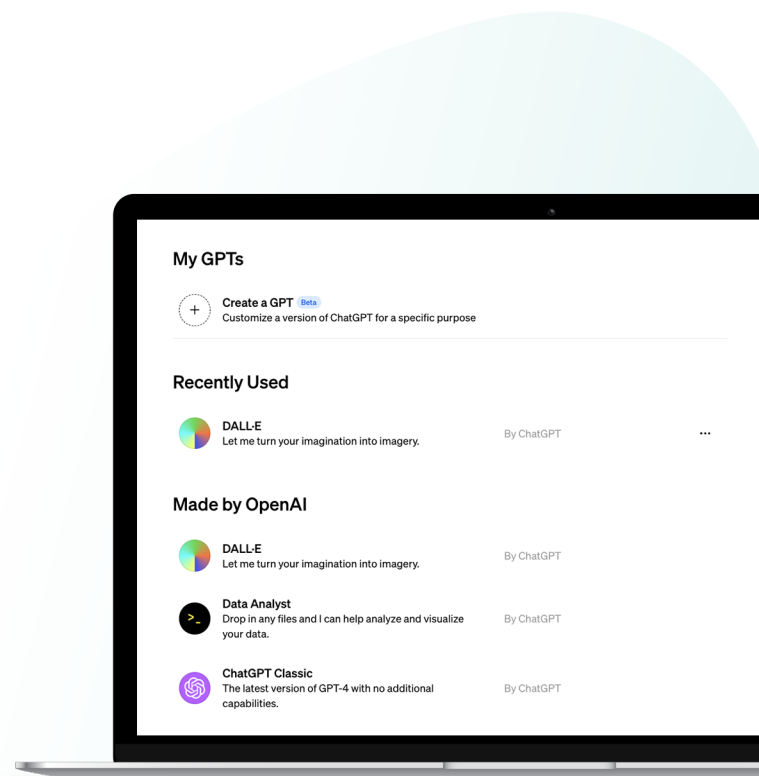 My GPTs
Create a GPT Beta
Customize a version of ChatGPT for a specific purpose
Recently Used
DALL·E
Let me turn your imagination into imagery.
By ChatGPT
Made by OpenAI
DALL·E
Let me turn your imagination into imagery.
By ChatGPT
Data Analyst
Drop in any files and I can help analyze and visualize
your data.
By ChatGPT
ChatGPT Classic
The latest version of GPT-4 with no additional
capabilities.
By ChatGPT